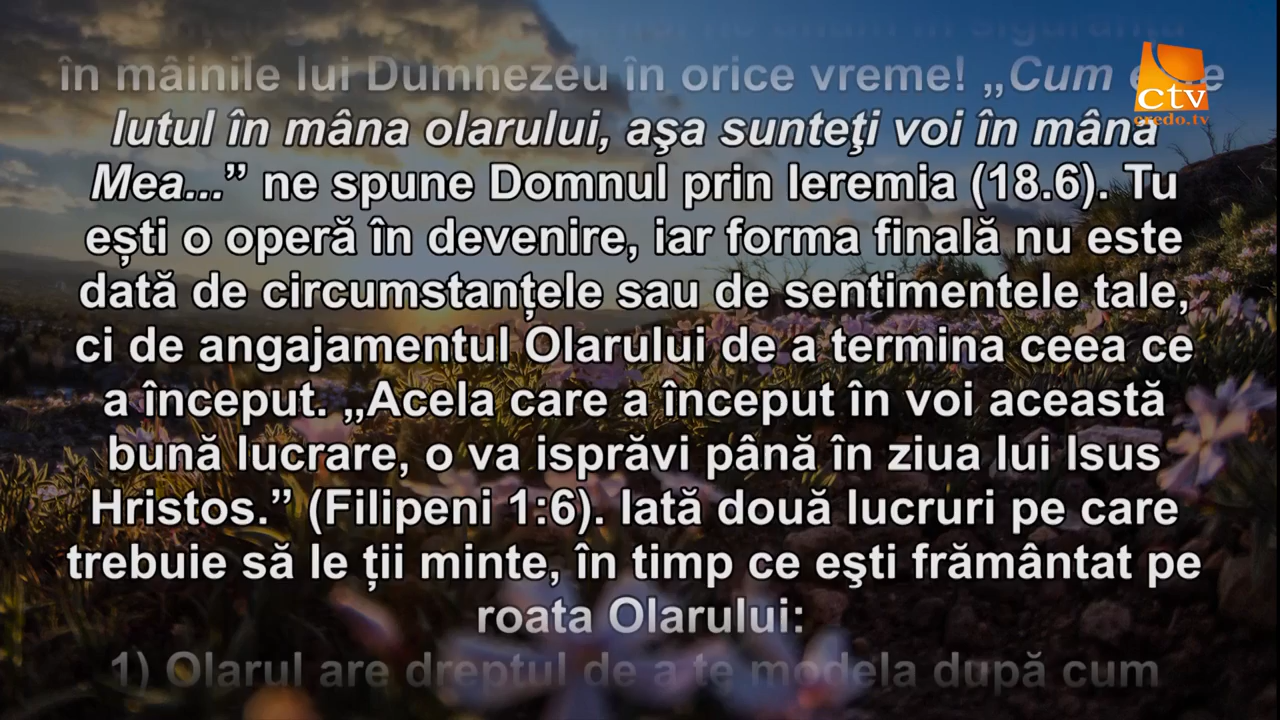 în mâinile lui Dumnezeu în orice vreme! „Cum
lutul în mâna olarului, aşa sunteţi voi în mâna
Mea...” ne spune Domnul prin Ieremia (18.6). Tu
ești o operă în devenire, iar forma finală nu este
dată de circumstanțele sau de sentimentele tale,
ci de angajamentul Olarului de a termina ceea ce
a început. „Acela care a început în voi această
bună lucrare, o va isprăvi până în ziua lui Isus
Hristos.” (Filipeni 1:6). Iată două lucruri pe care
trebuie să le ții minte, în timp ce eşti frământat pe
roata Olarului:
1) Olarul are dreptul de a te modela după cum
ctv
credo.tv